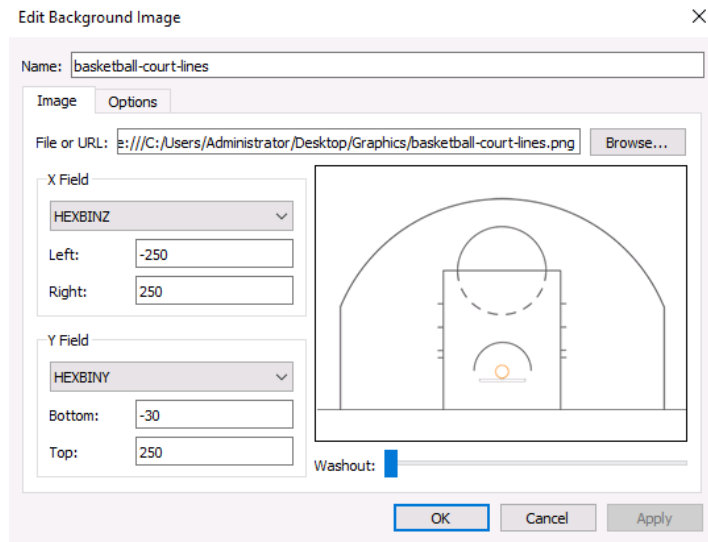 Edit Background Image
Name: basketball-court-lines
Image Options
File or URL: e:///C:/Users/Administrator/Desktop/Graphics/basketball-court-lines.png Browse...
X Field
HEXBINZ
Left: -250
Right: 250
Y Field
HEXBINY
Bottom: -30
Top: 250
Washout:
OK Cancel Apply